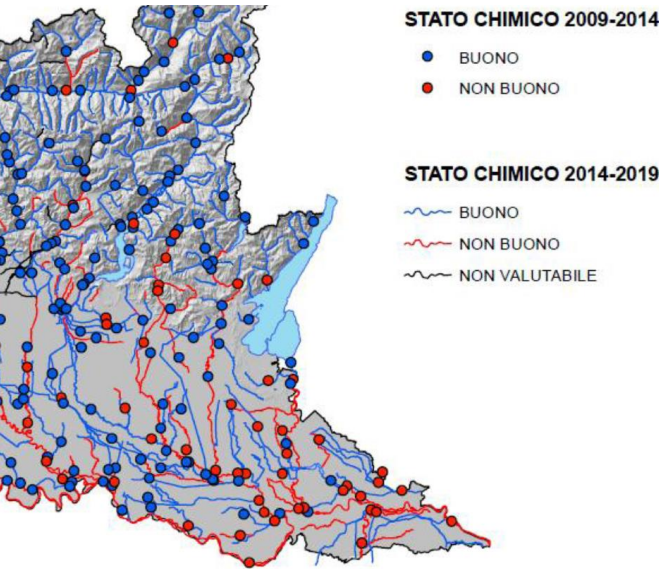 STATO CHIMICO 2009-2014
BUONO
NON BUONO
STATO CHIMICO 2014-2019
BUONO
NON BUONO
NON VALUTABILE